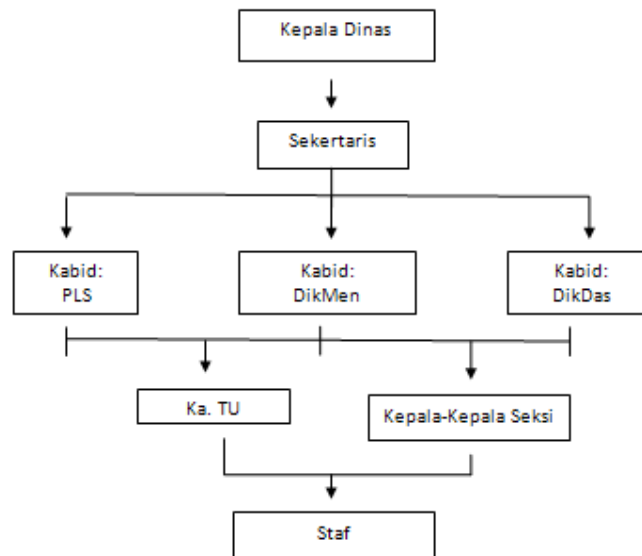 Kepala Dinas
Sekertaris
Kabid:
PLS
Kabid:
DikMen
Kabid:
DikDas
Ka. TU
Kepala-Kepala Seksi
Staf